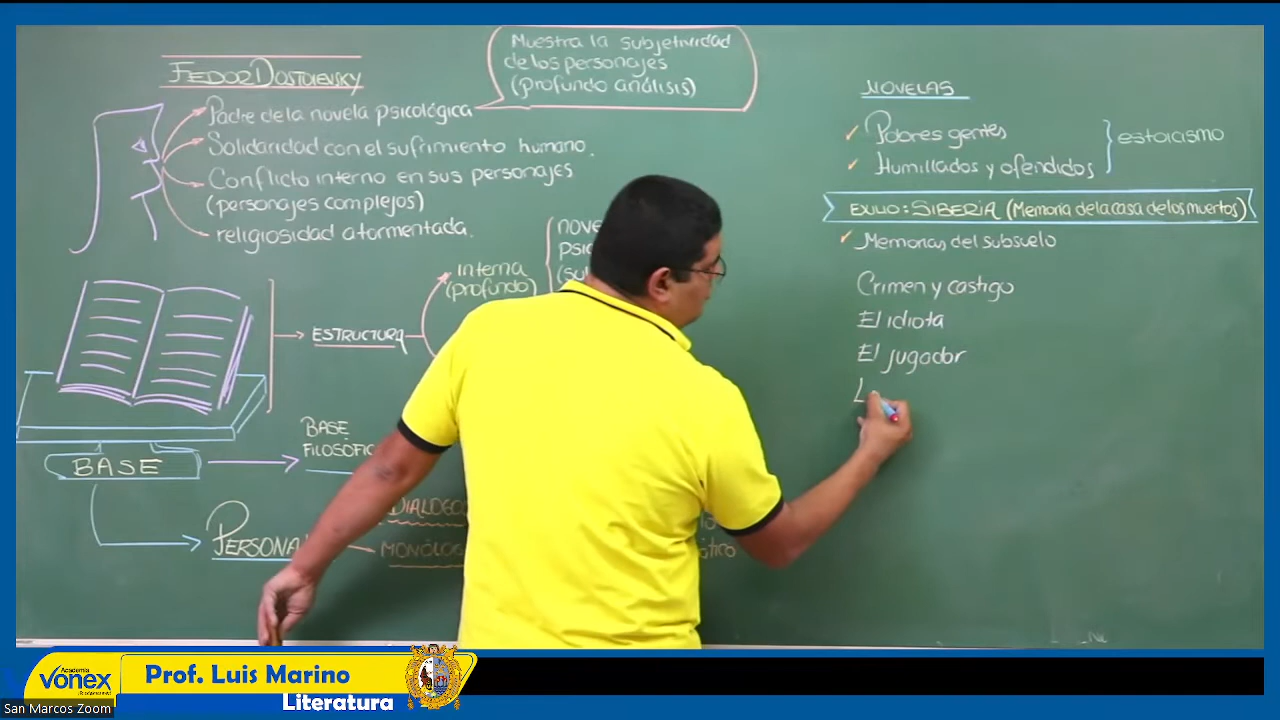 FEDOR DOSTOIEVSKY
Muestra la subjetividad
de los personajes
(profundo análisis)
Padre de la novela psicológica
Solidaridad con el sufrimiento humano.
Conflicto interno en sus personajes
(personajes complejos)
religiosidad atormentada.
interna
(profundo)
ESTRUCTURA
BASE
FILOSÓFIC
BASE
PERSONA
MONÓLOG
NOVELAS
Pobres gentes
Humillados y ofendidos
estoicismo
EXILIO: SIBERIA (Memoria de la casa de los muertos)
Memorias del subsuelo
Crimen y castigo
El idiota
El jugador
L
Academia
VONEX
Prof. Luis Marino
Literatura
San Marcos Zoom